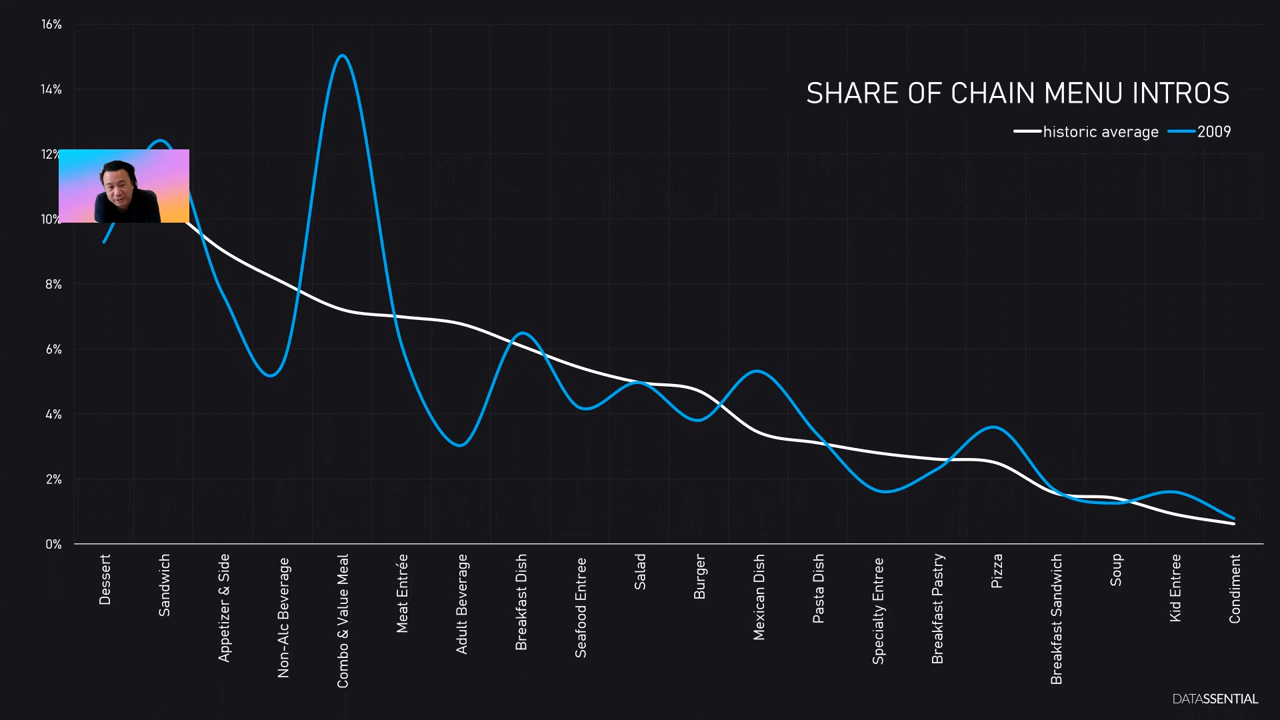 16%
14%
12%
10%
8%
6%
4%
2%
0%
SHARE OF CHAIN MENU INTROS
historic average 2009
Dessert
Sandwich
Appetizer & Side
Non-Alc Beverage
Combo & Value Meal
Meat Entrée
Adult Beverage
Breakfast Dish
Seafood Entree
Salad
Burger
Mexican Dish
Pasta Dish
Specialty Entree
Breakfast Pastry
Pizza
Breakfast Sandwich
Soup
Kid Entree
Condiment
DATASSENTIAL